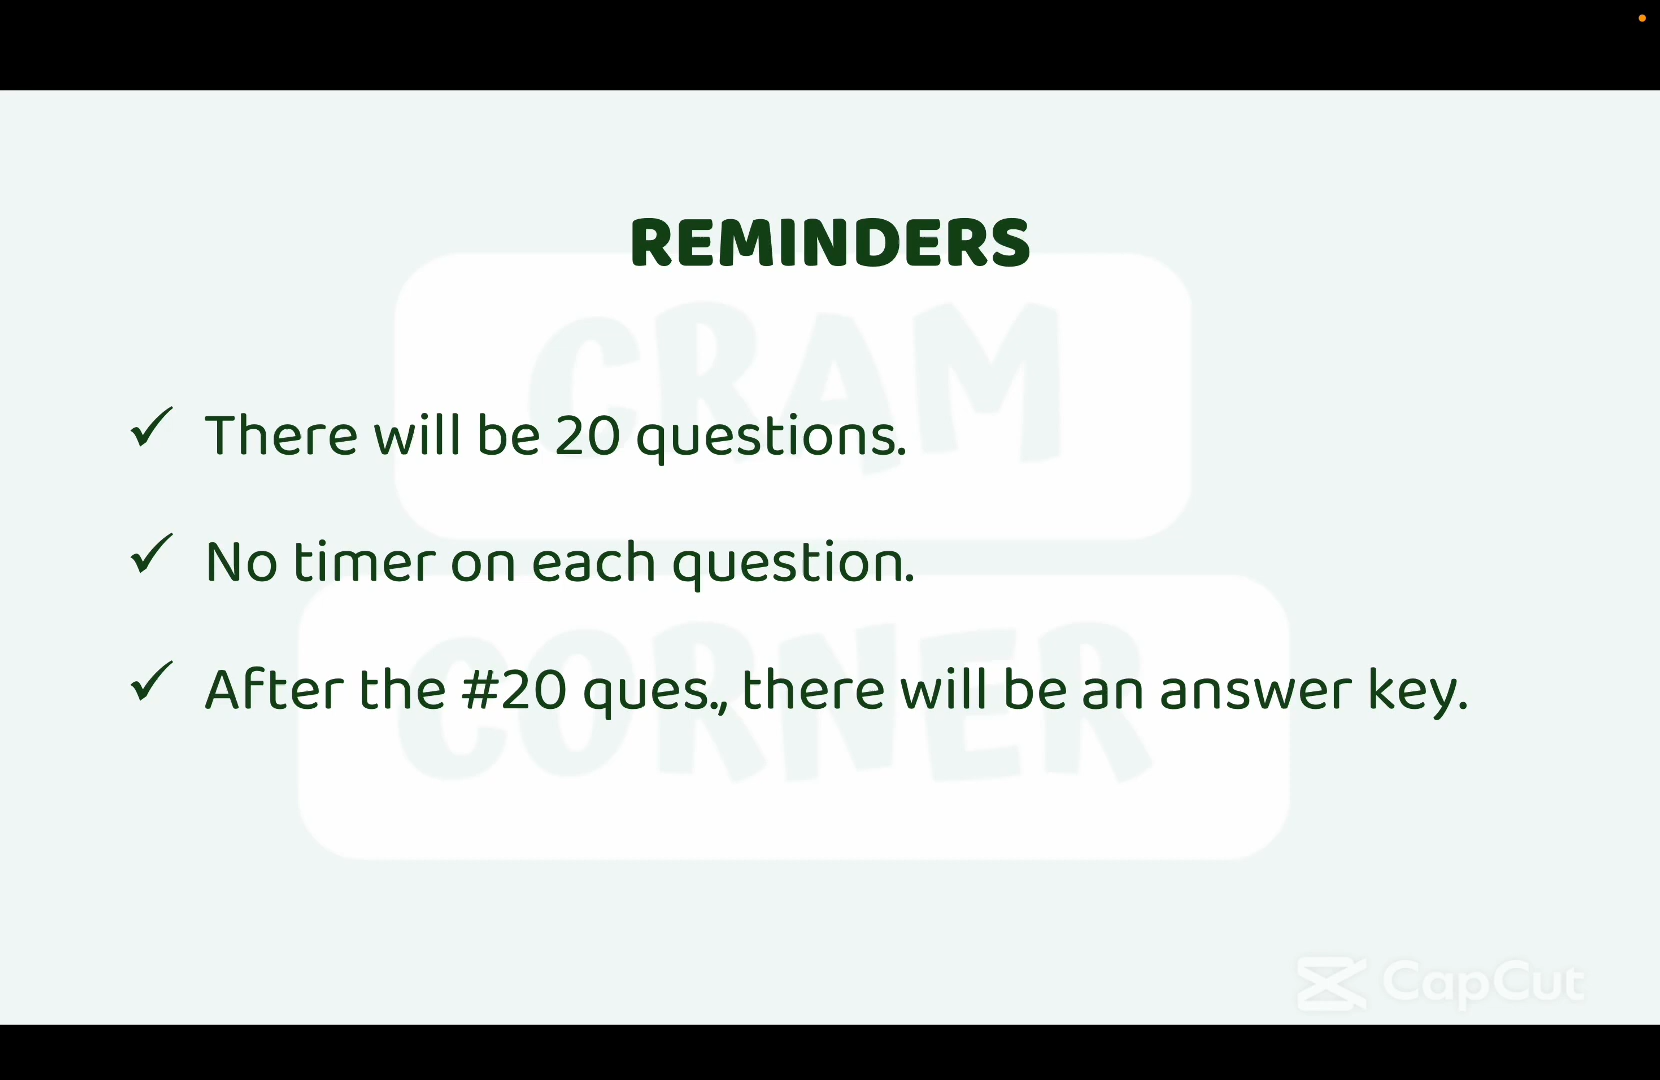 REMINDERS
CRAM
✓ There will be 20 questions.
✓ No timer on each question.
CORNER
✓ After the #20 ques., there will be an answer key.
CapCut